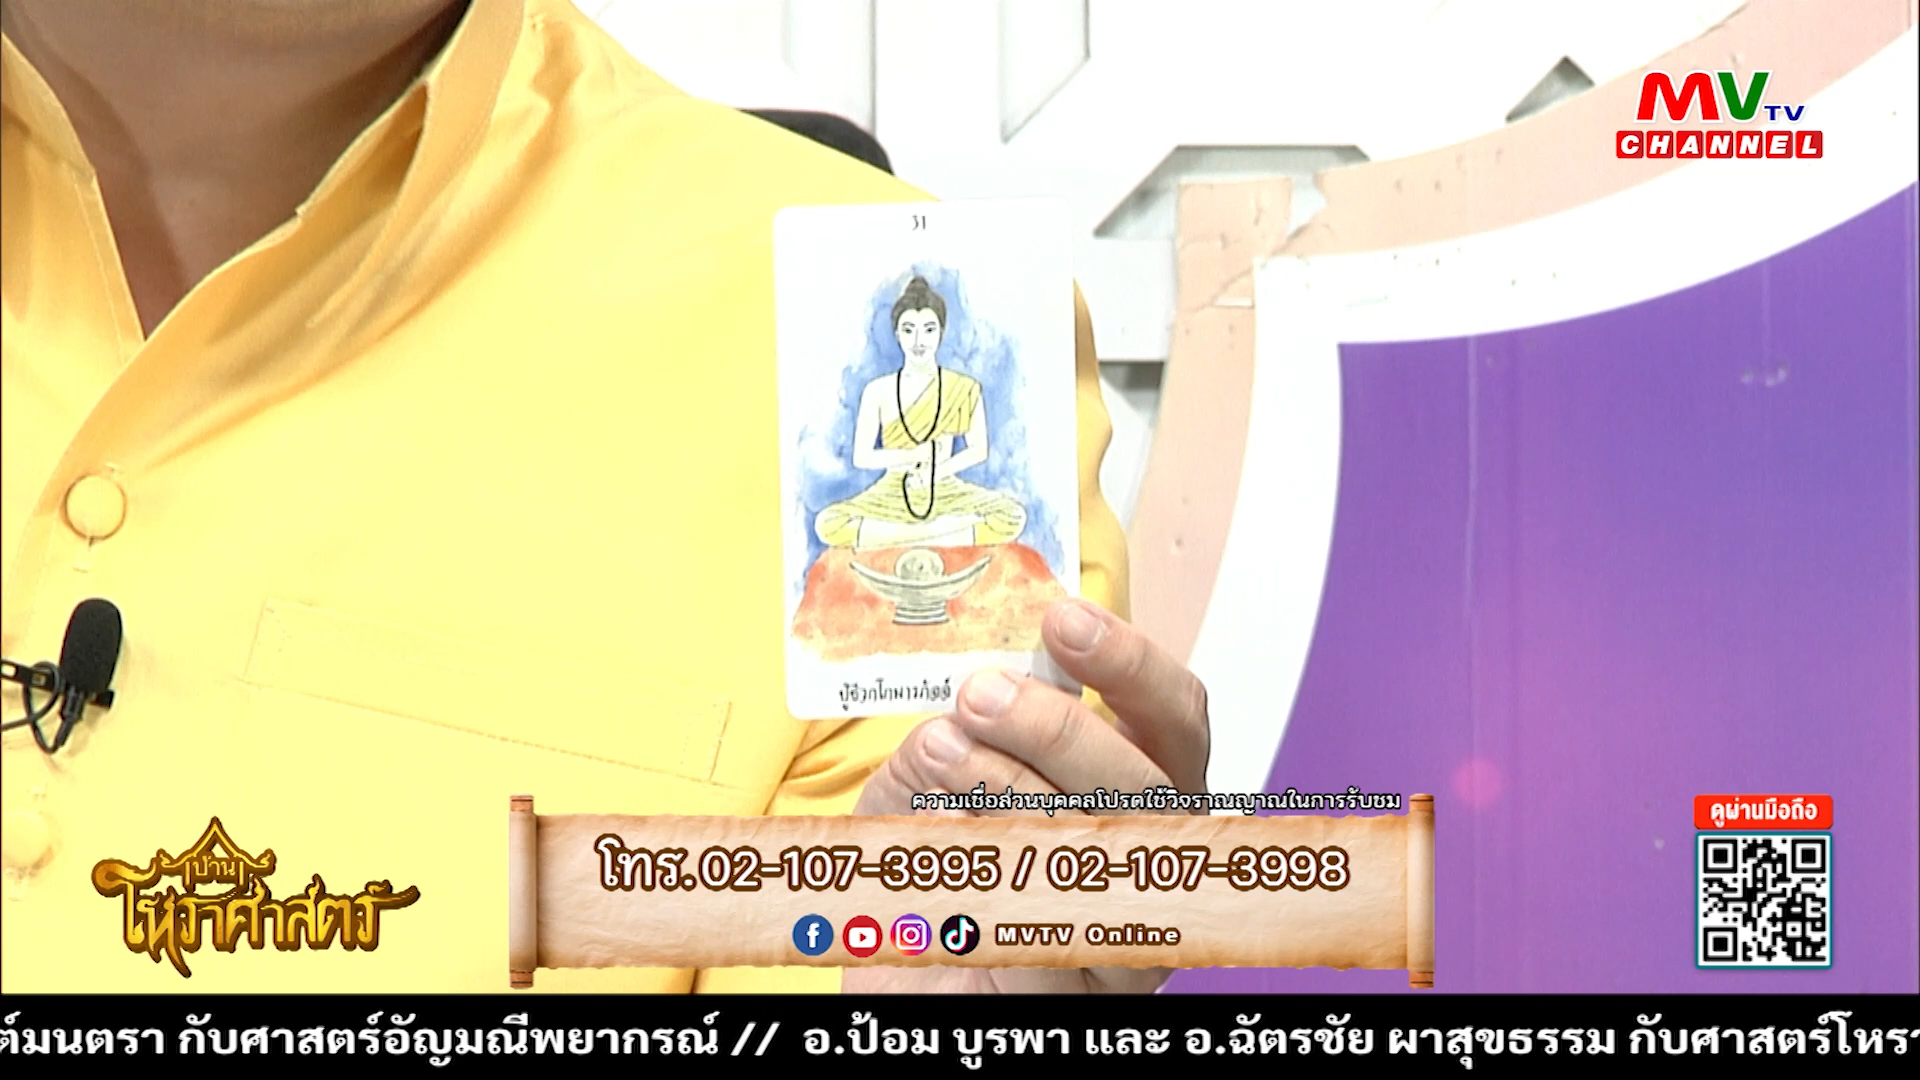 MVTV
CHANNEL
31
ปู่ชีวกโกมารภัจจ์
ความเชื่อส่วนบุคคลโปรดใช้วิจารณญาณในการรับชม
โทร.02-107-3995 / 02-107-3998
MVTV Online
บ้าน
โหราศาสตร์
ดูผ่านมือถือ
ต์มนตรา กับศาสตร์อัญมณีพยากรณ์ // อ.ป้อม บูรพา และ อ.ฉัตรชัย ผาสุขธรรม กับศาสตร์โหรา